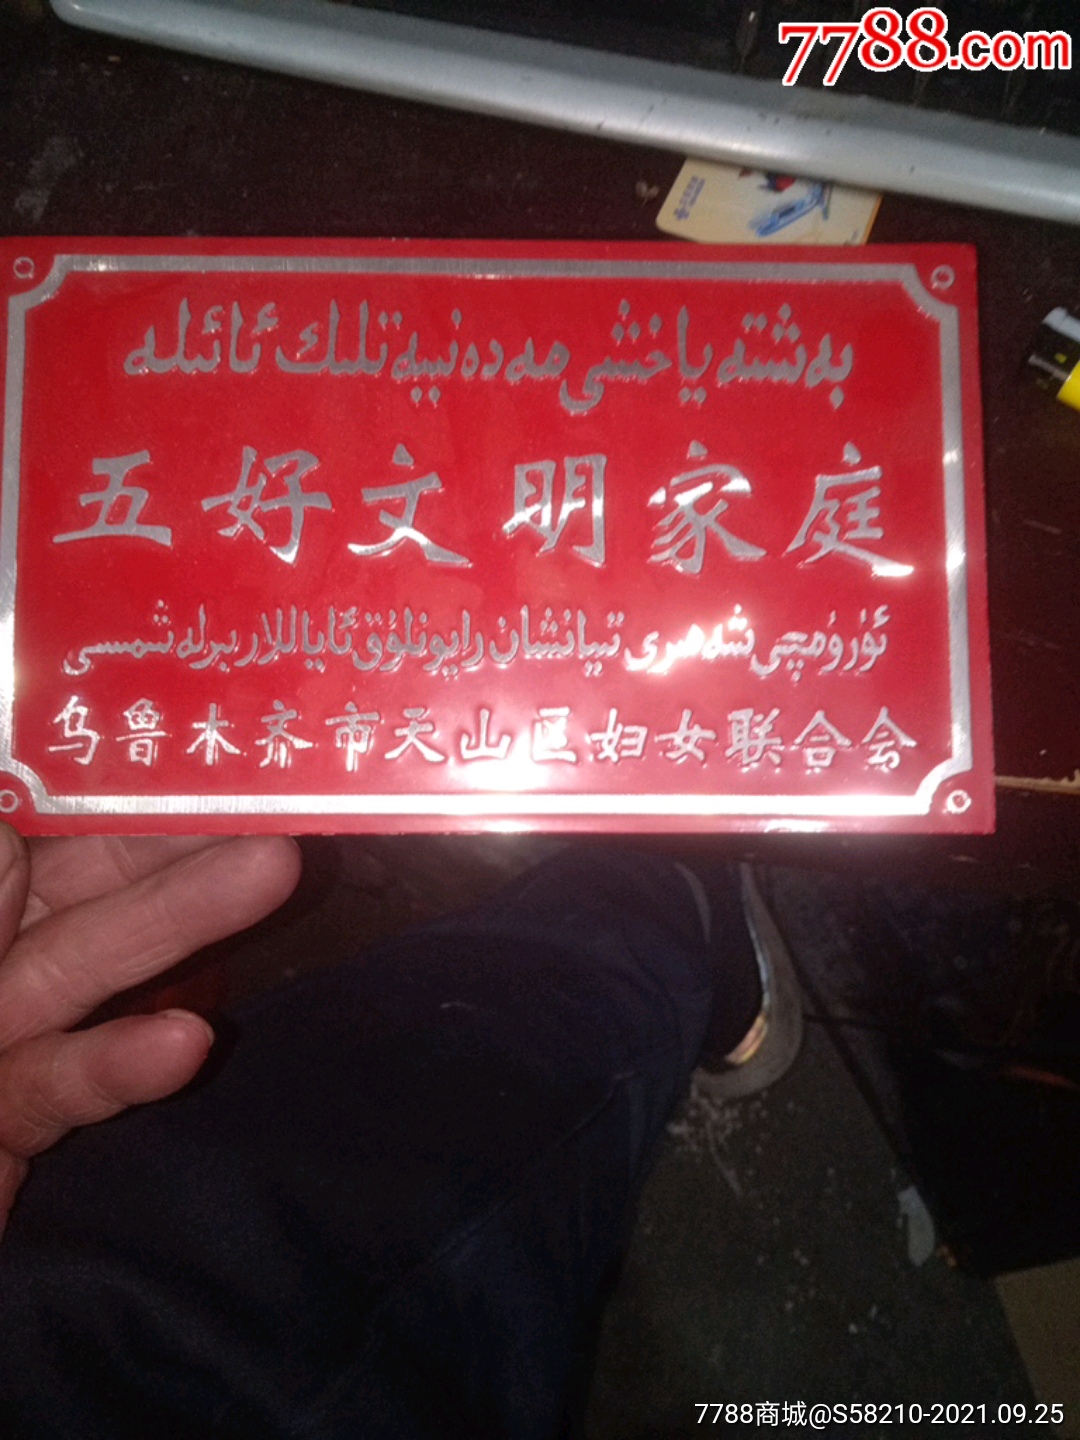 7788.com
بەشتە ياخشى مەدەنىيەتلىك ئائىلە
五好文明家庭
ئۈرۈمچى شەھىرى تيانشان رايونلۇق ئاياللار بىرلەشمىسى
乌鲁木齐市天山区妇女联合会
7788商城@S58210-2021.09.25